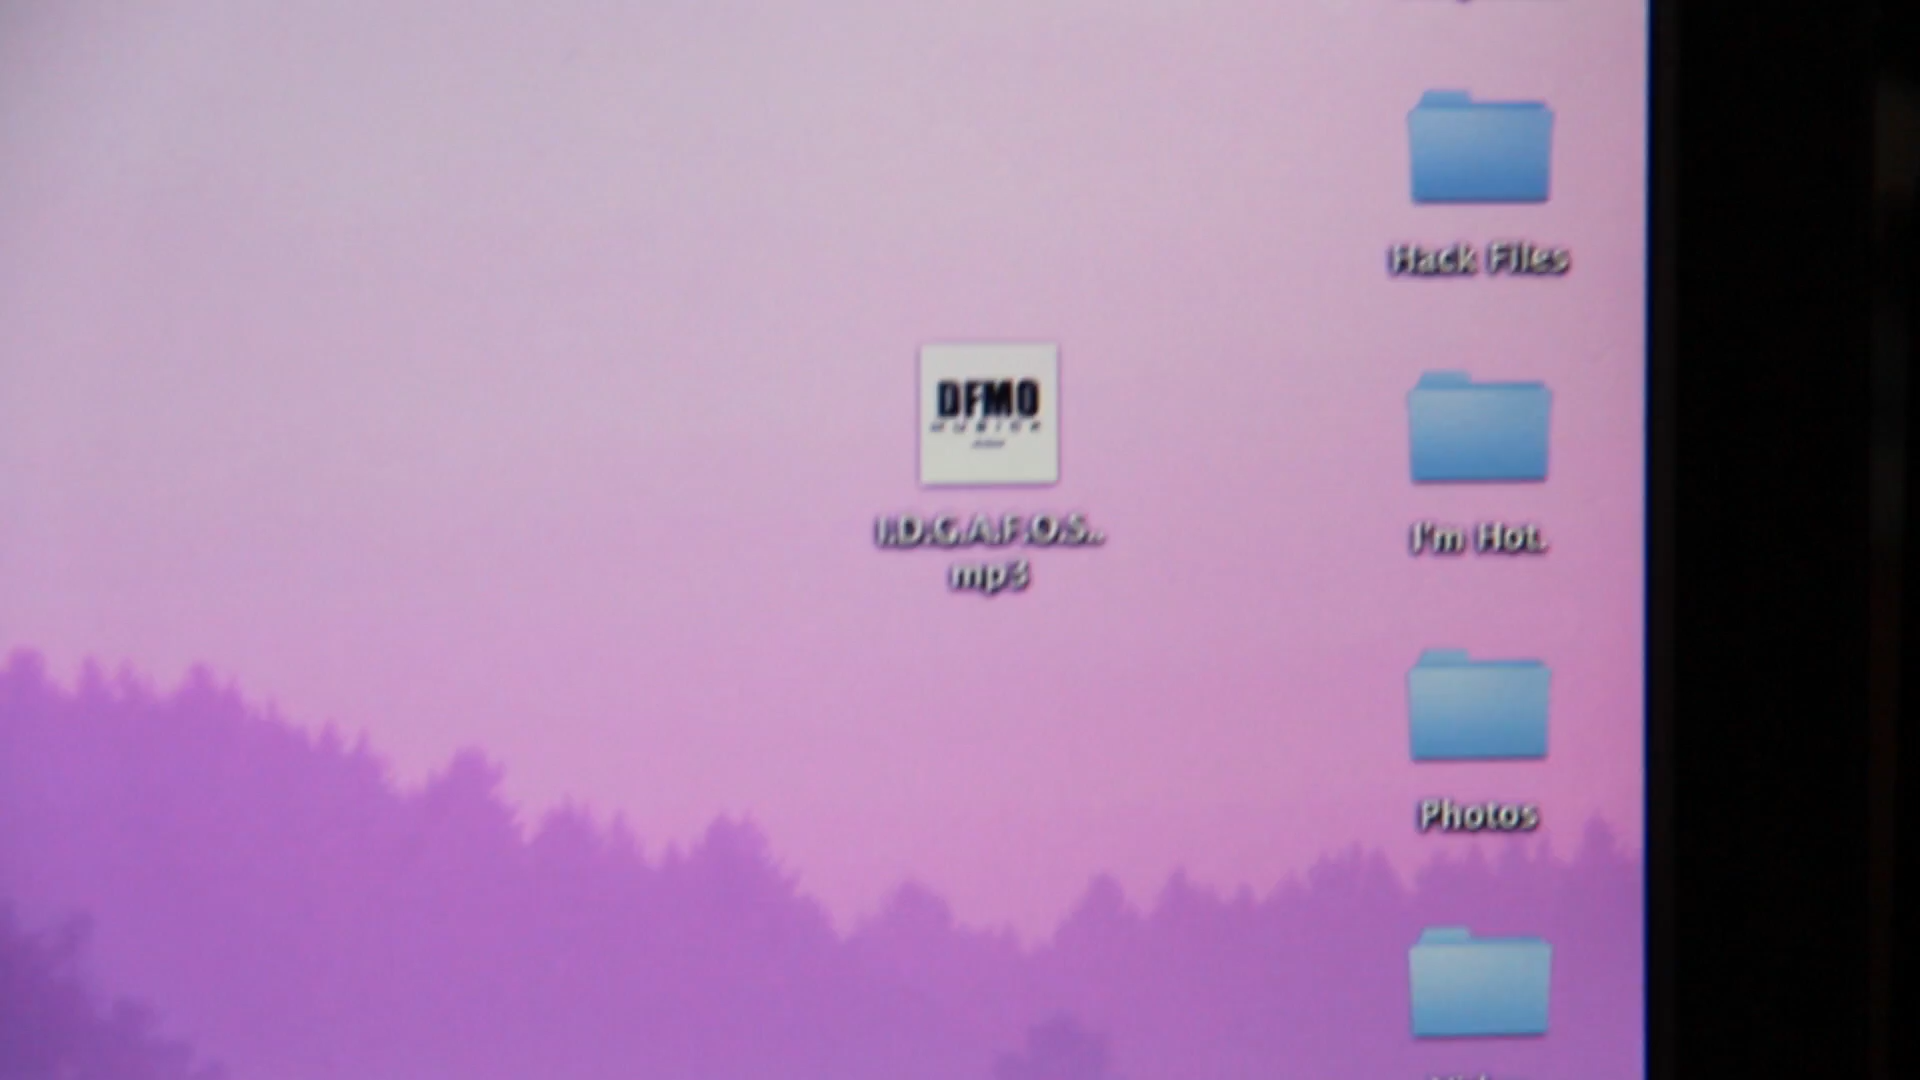 Hack Files
DFMO
I.D.G.A.F.O.S..
mp3
I'm Hot.
Photos